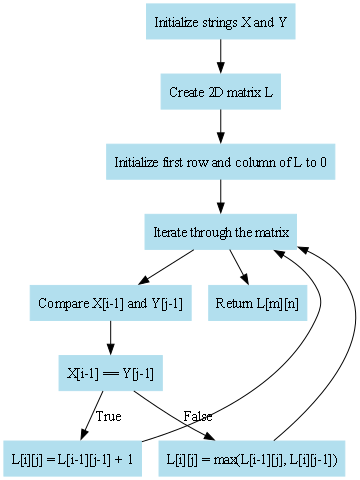 Initialize strings X and Y
Create 2D matrix L
Initialize first row and column of L to 0
Iterate through the matrix
Compare X[i-1] and Y[j-1]
Return L[m][n]
X[i-1] == Y[j-1]
True
False
L[i][j] = L[i-1][j-1] + 1
L[i][j] = max(L[i-1][j], L[i][j-1])